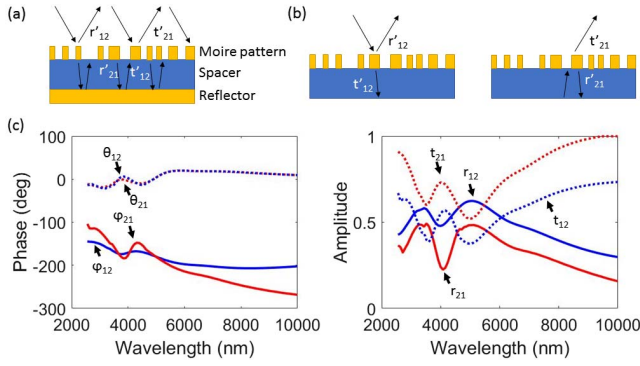 (a)
r'12
t'21
r'21
t'12
Moire pattern
Spacer
Reflector
(b)
r'12
t'12
t'21
r'21
(c)
100
0
-100
-200
-300
Phase (deg)
θ12
θ21
φ21
φ12
2000 4000 6000 8000 10000
Wavelength (nm)
1
0.5
0
Amplitude
t21
r12
t12
r21
2000 4000 6000 8000 10000
Wavelength (nm)